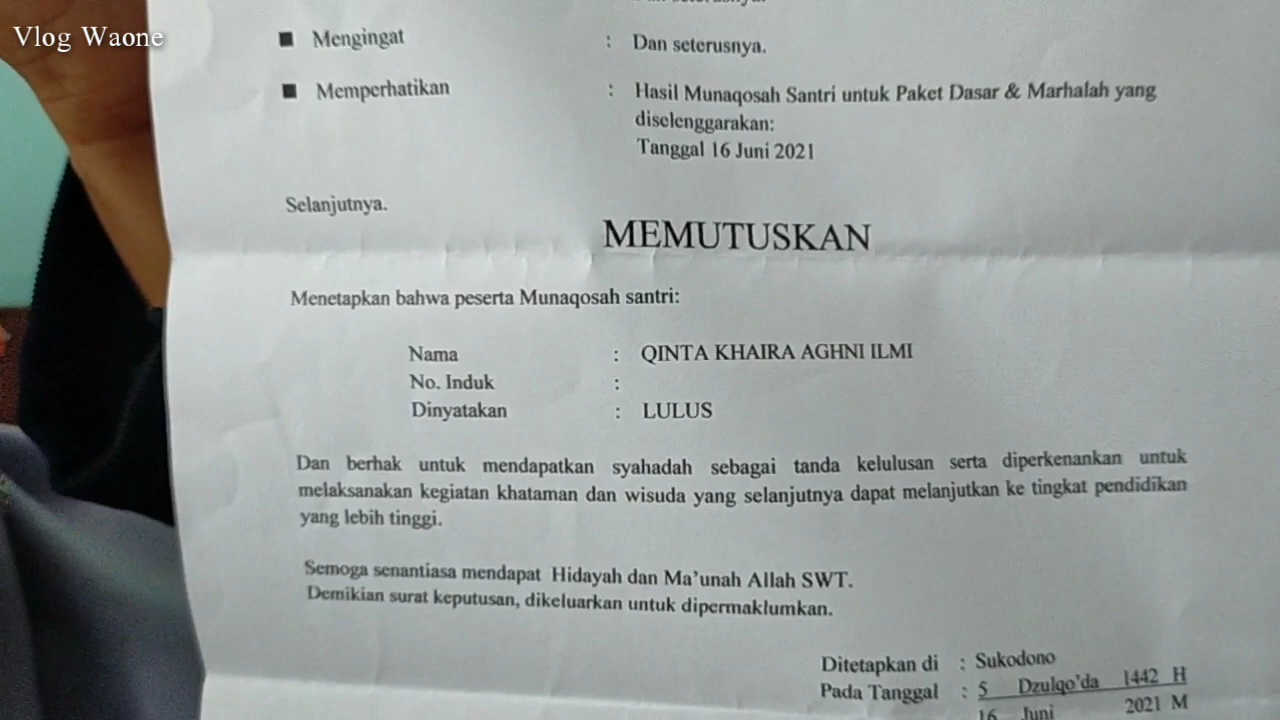 Vlog Waone
■ Mengingat : Dan seterusnya.
■ Memperhatikan : Hasil Munaqosah Santri untuk Paket Dasar & Marhalah yang
diselenggarakan:
Tanggal 16 Juni 2021
Selanjutnya.
MEMUTUSKAN
Menetapkan bahwa peserta Munaqosah santri:
Nama : QINTA KHAIRA AGHNI ILMI
No. Induk :
Dinyatakan : LULUS
Dan berhak untuk mendapatkan syahadah sebagai tanda kelulusan serta diperkenankan untuk
melaksanakan kegiatan khataman dan wisuda yang selanjutnya dapat melanjutkan ke tingkat pendidikan
yang lebih tinggi.
Semoga senantiasa mendapat Hidayah dan Ma'unah Allah SWT.
Demikian surat keputusan, dikeluarkan untuk dipermaklumkan.
Ditetapkan di : Sukodono
Pada Tanggal : 5 Dzulqo'da 1442 H
16 Juni 2021 M